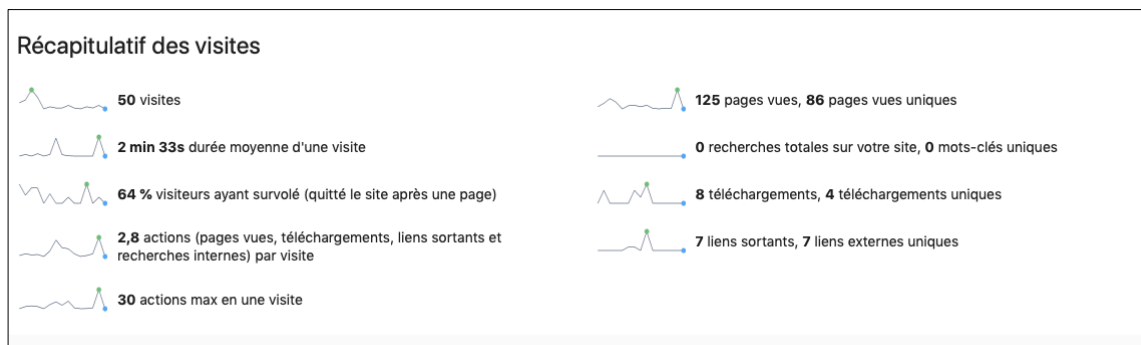 Récapitulatif des visites
50 visites
2 min 33s durée moyenne d'une visite
64 % visiteurs ayant survolé (quitté le site après une page)
2,8 actions (pages vues, téléchargements, liens sortants et
recherches internes) par visite
30 actions max en une visite
125 pages vues, 86 pages vues uniques
0 recherches totales sur votre site, 0 mots-clés uniques
8 téléchargements, 4 téléchargements uniques
7 liens sortants, 7 liens externes uniques